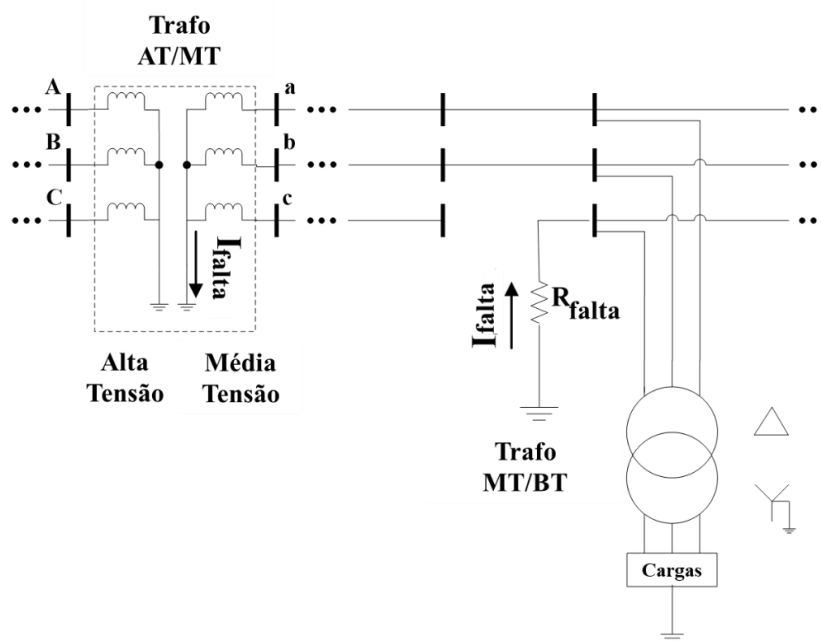 Trafo
AT/MT
A
a
B
b
C
c
Ifalta
Alta
Tensão
Média
Tensão
Ifalta
Rfalta
Trafo
MT/BT
Cargas